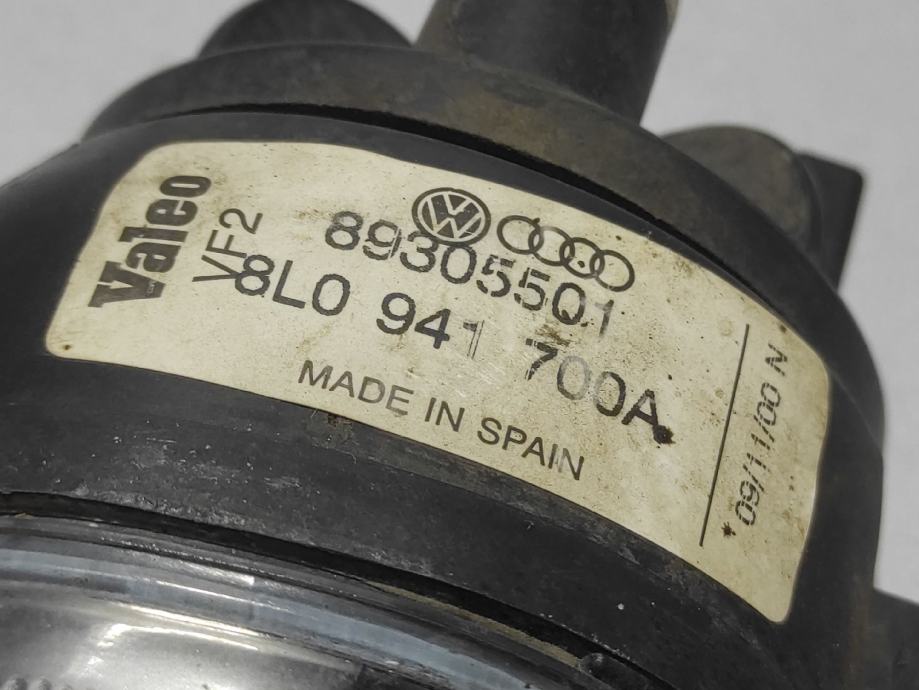 Valeo
VF2
89305501
8L0 941 700A
MADE IN SPAIN
09/11/00 N